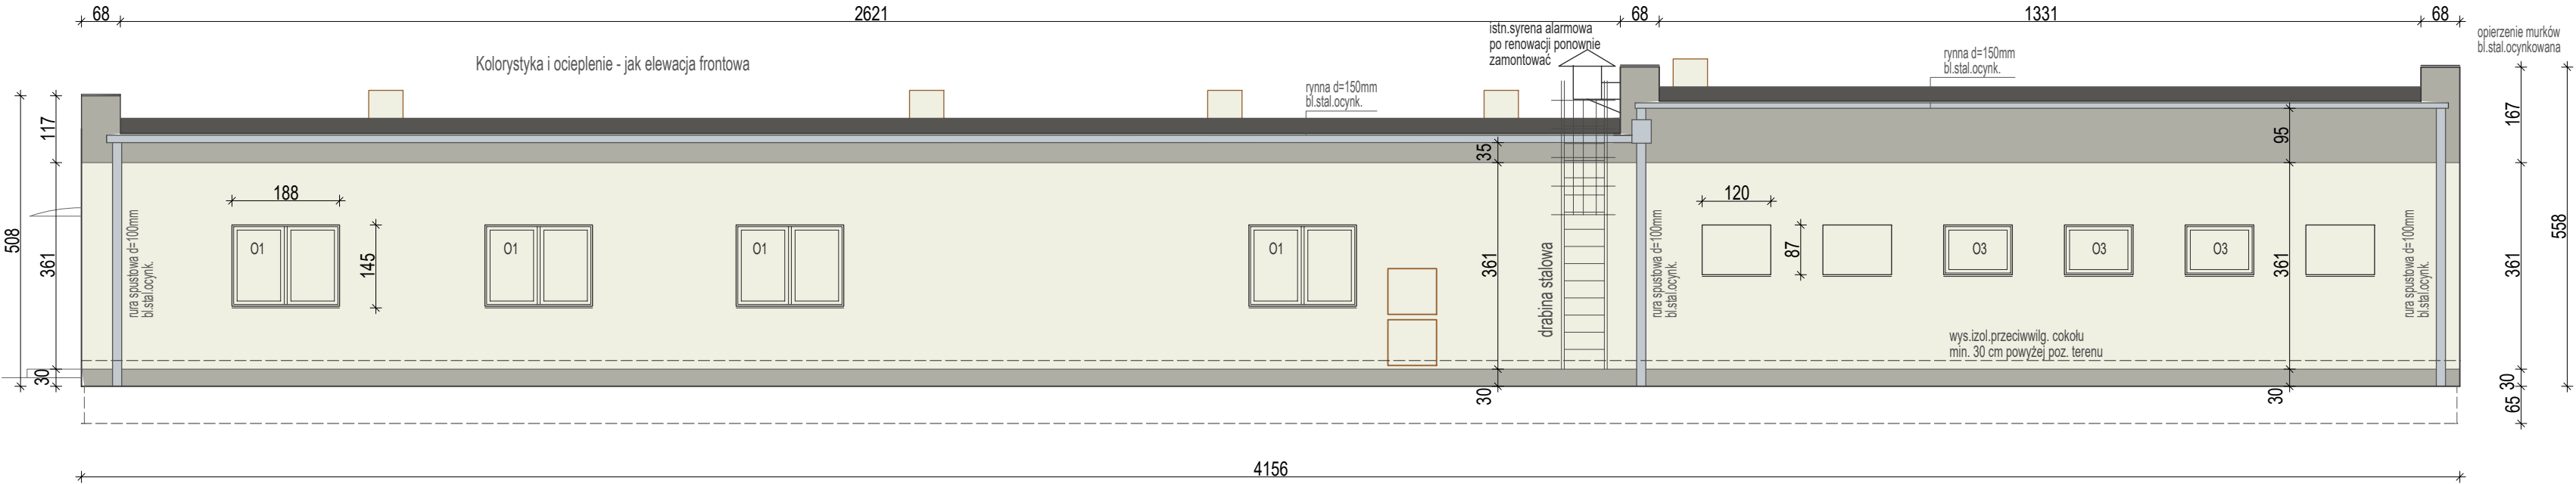 68
2621
68
1331
68
istn.syrena alarmowa
po renowacji ponownie
zamontować
opierzenie murków
bl.stal.ocynkowana
Kolorystyka i ocieplenie - jak elewacja frontowa
rynna d=150mm
bl.stal.ocynk.
rynna d=150mm
bl.stal.ocynk.
508
117
361
30
rura spustowa d=100mm
bl.stal.ocynk.
188
145
O1
O1
O1
O1
35
361
30
drabina stalowa
rura spustowa d=100mm
bl.stal.ocynk.
120
87
O3
O3
O3
95
361
30
wys.izol.przeciwwilg. cokołu
min. 30 cm powyżej poz. terenu
rura spustowa d=100mm
bl.stal.ocynk.
167
361
30
65
558
4156